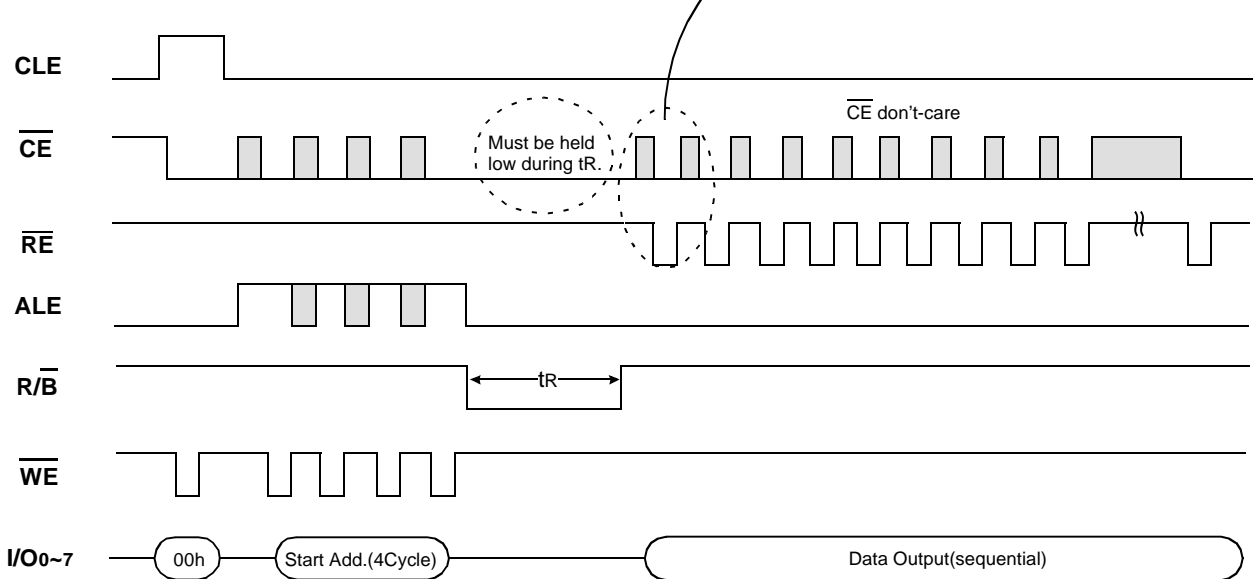 CLE
CE
CE don't-care
Must be held
low during tR.
RE
ALE
R/B
tR
WE
I/O0~7
00h
Start Add.(4Cycle)
Data Output(sequential)